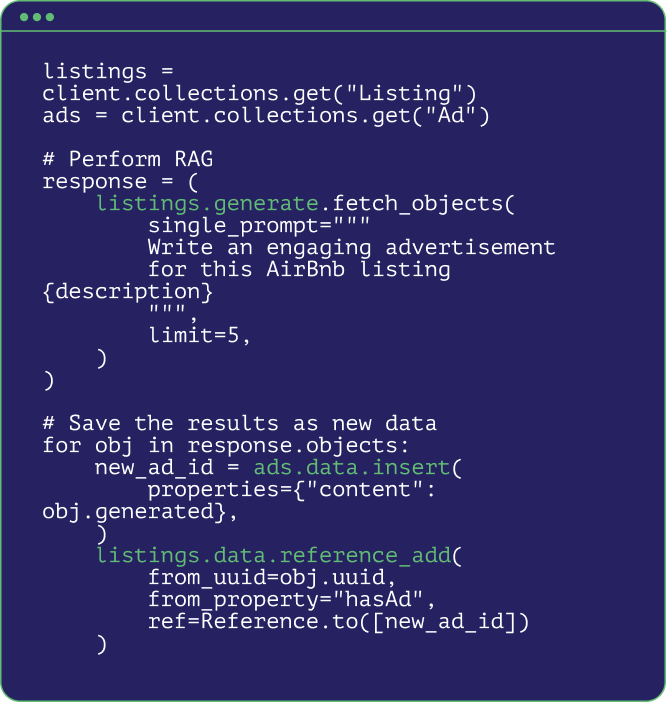 listings =
client.collections.get("Listing")
ads = client.collections.get("Ad")

# Perform RAG
response = (
    listings.generate.fetch_objects(
        single_prompt="""
        Write an engaging advertisement
        for this AirBnb listing
{description}
        """,
        limit=5,
    )
)

# Save the results as new data
for obj in response.objects:
    new_ad_id = ads.data.insert(
        properties={"content":
obj.generated},
    )
    listings.data.reference_add(
        from_uuid=obj.uuid,
        from_property="hasAd",
        ref=Reference.to([new_ad_id])
    )